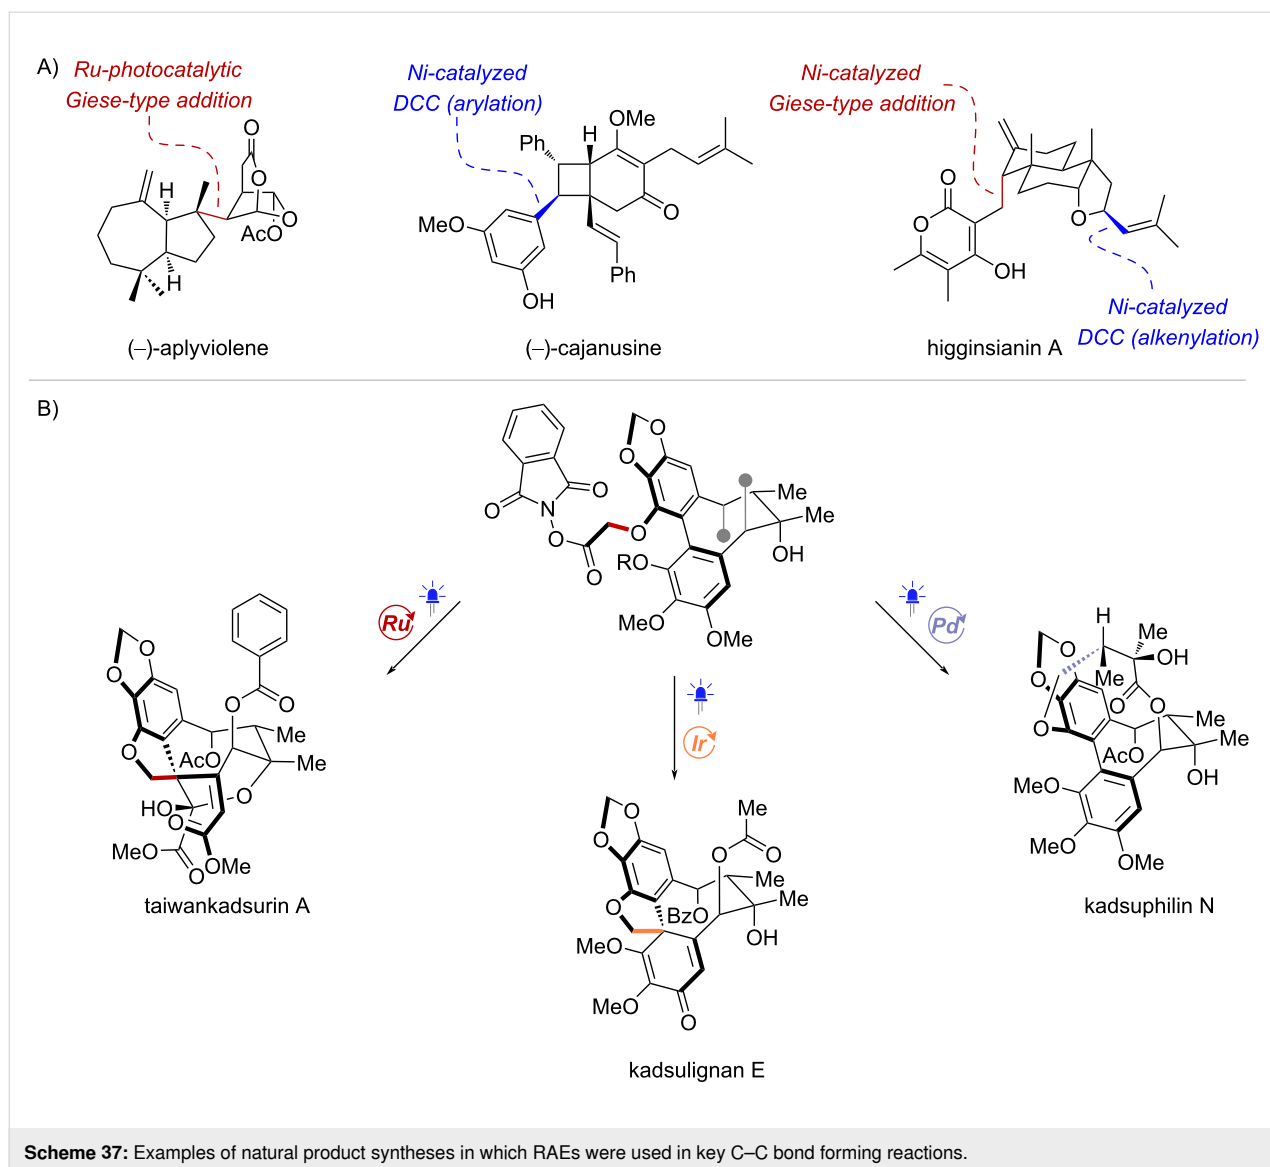 A)
Ru-photocatalytic
Giese-type addition
Ni-catalyzed
DCC (arylation)
Ni-catalyzed
Giese-type addition
O
O
H
O
AcO
H
Ph
H
OMe
O
MeO
Ph
OH
O
O
OH
O
Ni-catalyzed
DCC (alkenylation)
(–)-aplyviolene
(–)-cajanusine
higginsianin A
B)
O
O
O
O
N
O
O
O
Me
Me
OH
RO
MeO
OMe
Ru
Pd
Ir
O
O
O
O
O
AcO
Me
Me
HO
O
O
MeO
O
OMe
taiwankadsurin A
Me
O
O
O
O
O
Me
Me
BzO
OH
MeO
MeO
O
kadsulignan E
H
Me
OH
O
O
Me
O
O
O
Me
Me
AcO
OH
MeO
MeO
OMe
kadsuphilin N
Scheme 37: Examples of natural product syntheses in which RAEs were used in key C–C bond forming reactions.